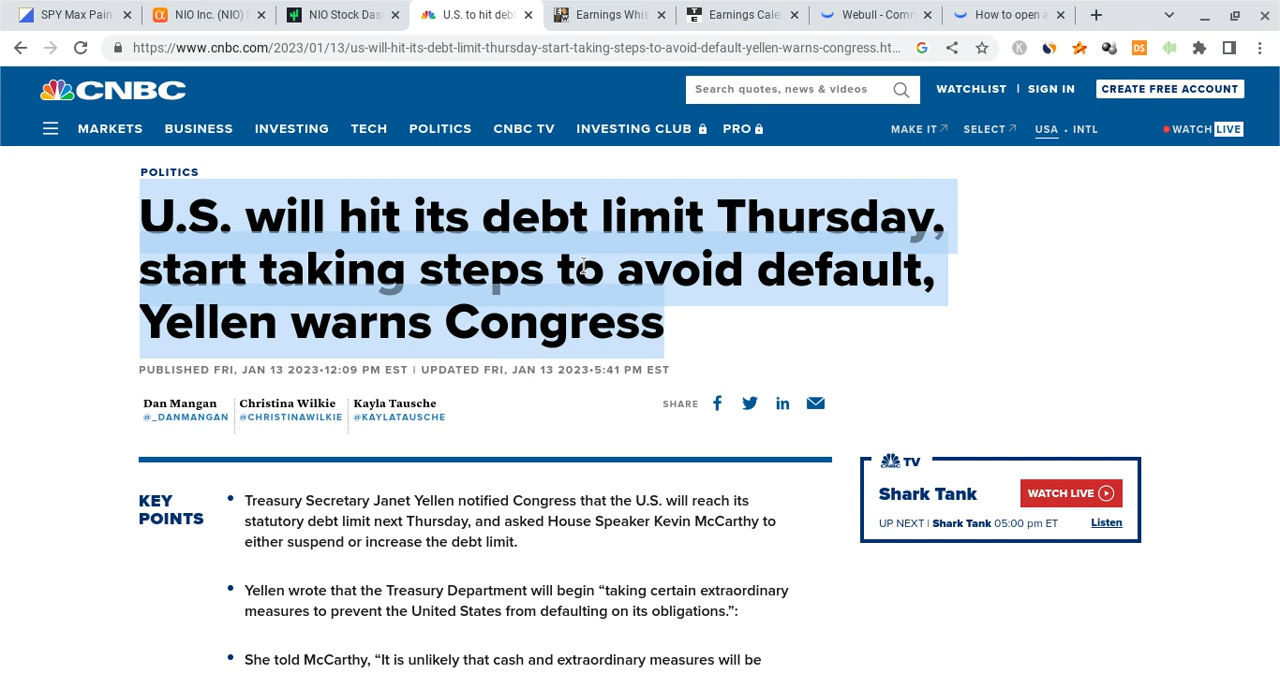 SPY Max Pain
NIO Inc. (NIO)
NIO Stock Das
U.S. to hit deb
Earnings Whis
Earnings Cale
Webull - Comm
How to open a
https://www.cnbc.com/2023/01/13/us-will-hit-its-debt-limit-thursday-start-taking-steps-to-avoid-default-yellen-warns-congress.ht...
CNBC
Search quotes, news & videos
WATCHLIST | SIGN IN
CREATE FREE ACCOUNT
MARKETS BUSINESS INVESTING TECH POLITICS CNBC TV INVESTING CLUB PRO
MAKE IT SELECT USA • INTL
WATCH LIVE
POLITICS
U.S. will hit its debt limit Thursday,
start taking steps to avoid default,
Yellen warns Congress
PUBLISHED FRI, JAN 13 2023•12:09 PM EST | UPDATED FRI, JAN 13 2023•5:41 PM EST
Dan Mangan
@_DANMANGAN
Christina Wilkie
@CHRISTINAWILKIE
Kayla Tausche
@KAYLATAUSCHE
SHARE
KEY
POINTS
• Treasury Secretary Janet Yellen notified Congress that the U.S. will reach its
statutory debt limit next Thursday, and asked House Speaker Kevin McCarthy to
either suspend or increase the debt limit.
• Yellen wrote that the Treasury Department will begin “taking certain extraordinary
measures to prevent the United States from defaulting on its obligations.”:
• She told McCarthy, “It is unlikely that cash and extraordinary measures will be
TV
Shark Tank
WATCH LIVE
UP NEXT | Shark Tank 05:00 pm ET
Listen